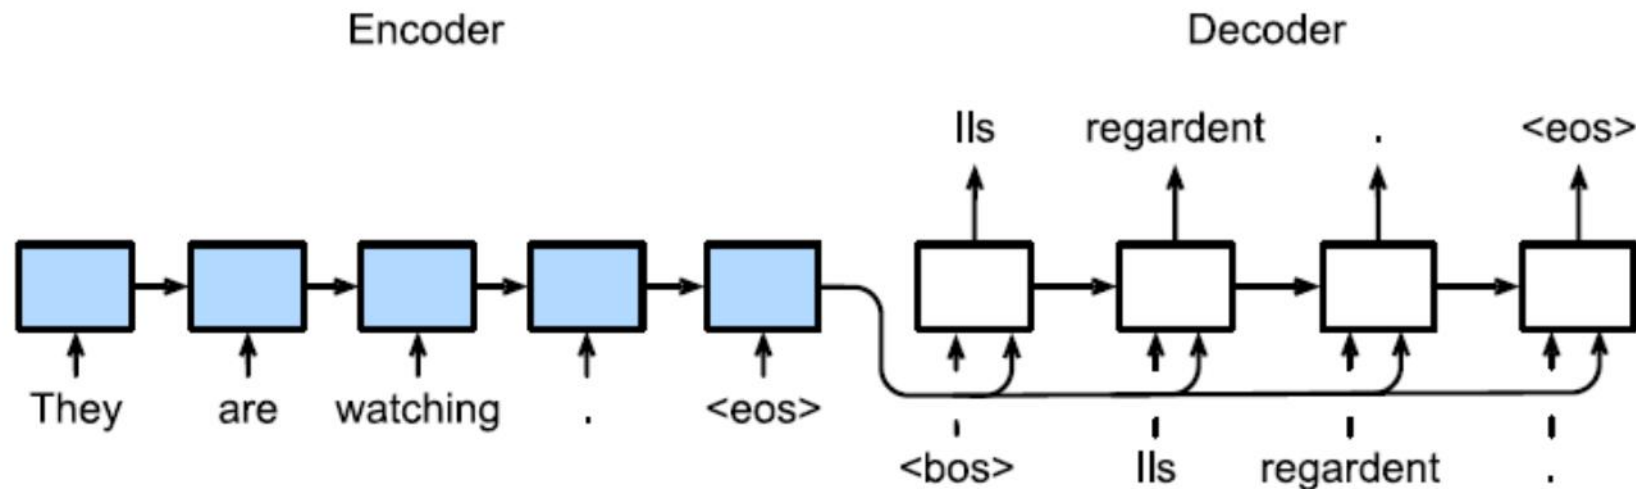 Encoder Decoder
Ils regardent . <eos>
They are watching . <eos>
<bos> Ils regardent .